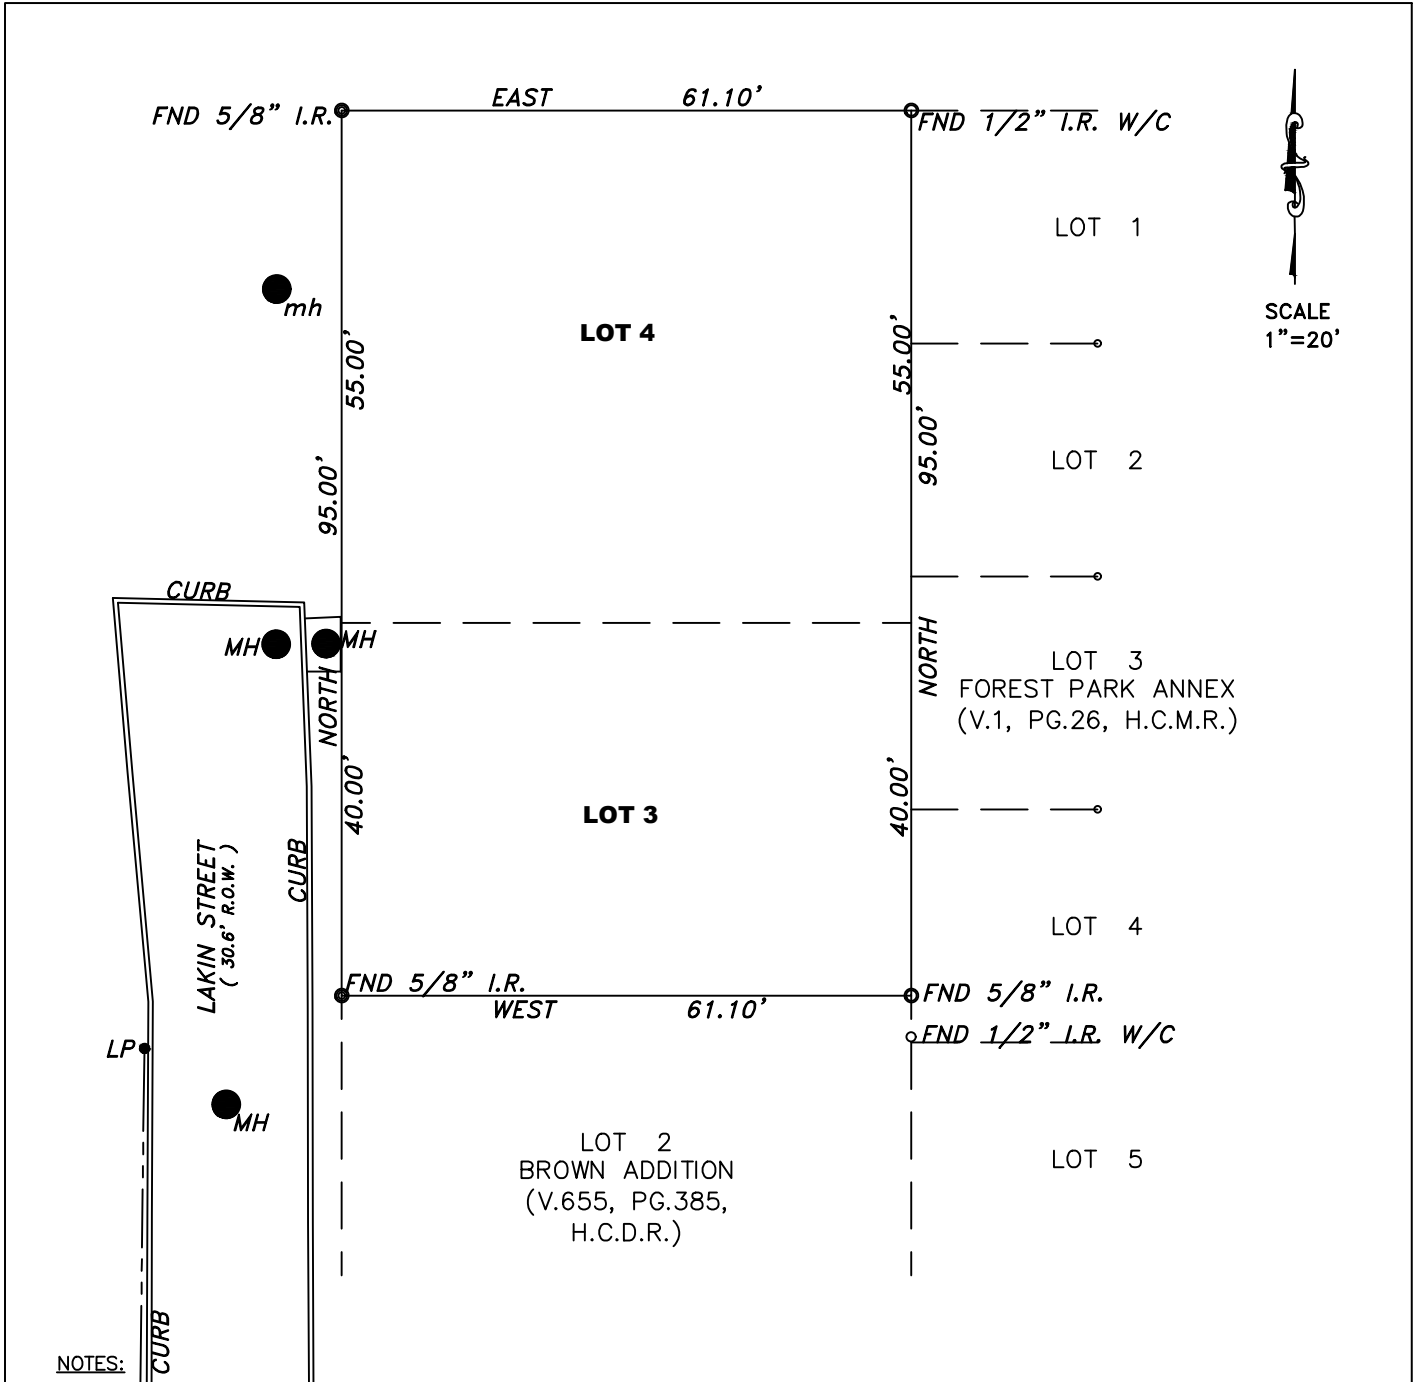 EAST 61.10'
FND 5/8" I.R.
FND 1/2" I.R. W/C
LOT 1
mh
SCALE
1"=20'
LOT 4
55.00'
55.00'
95.00'
95.00'
LOT 2
CURB
MH
MH
NORTH
NORTH
LOT 3
FOREST PARK ANNEX
(V.1, PG.26, H.C.M.R.)
40.00'
40.00'
LOT 3
CURB
LAKIN STREET
( 30.6' R.O.W. )
LOT 4
FND 5/8" I.R.
FND 5/8" I.R.
WEST 61.10'
FND 1/2" I.R. W/C
LP
MH
LOT 2
BROWN ADDITION
(V.655, PG.385,
H.C.D.R.)
LOT 5
CURB
NOTES: